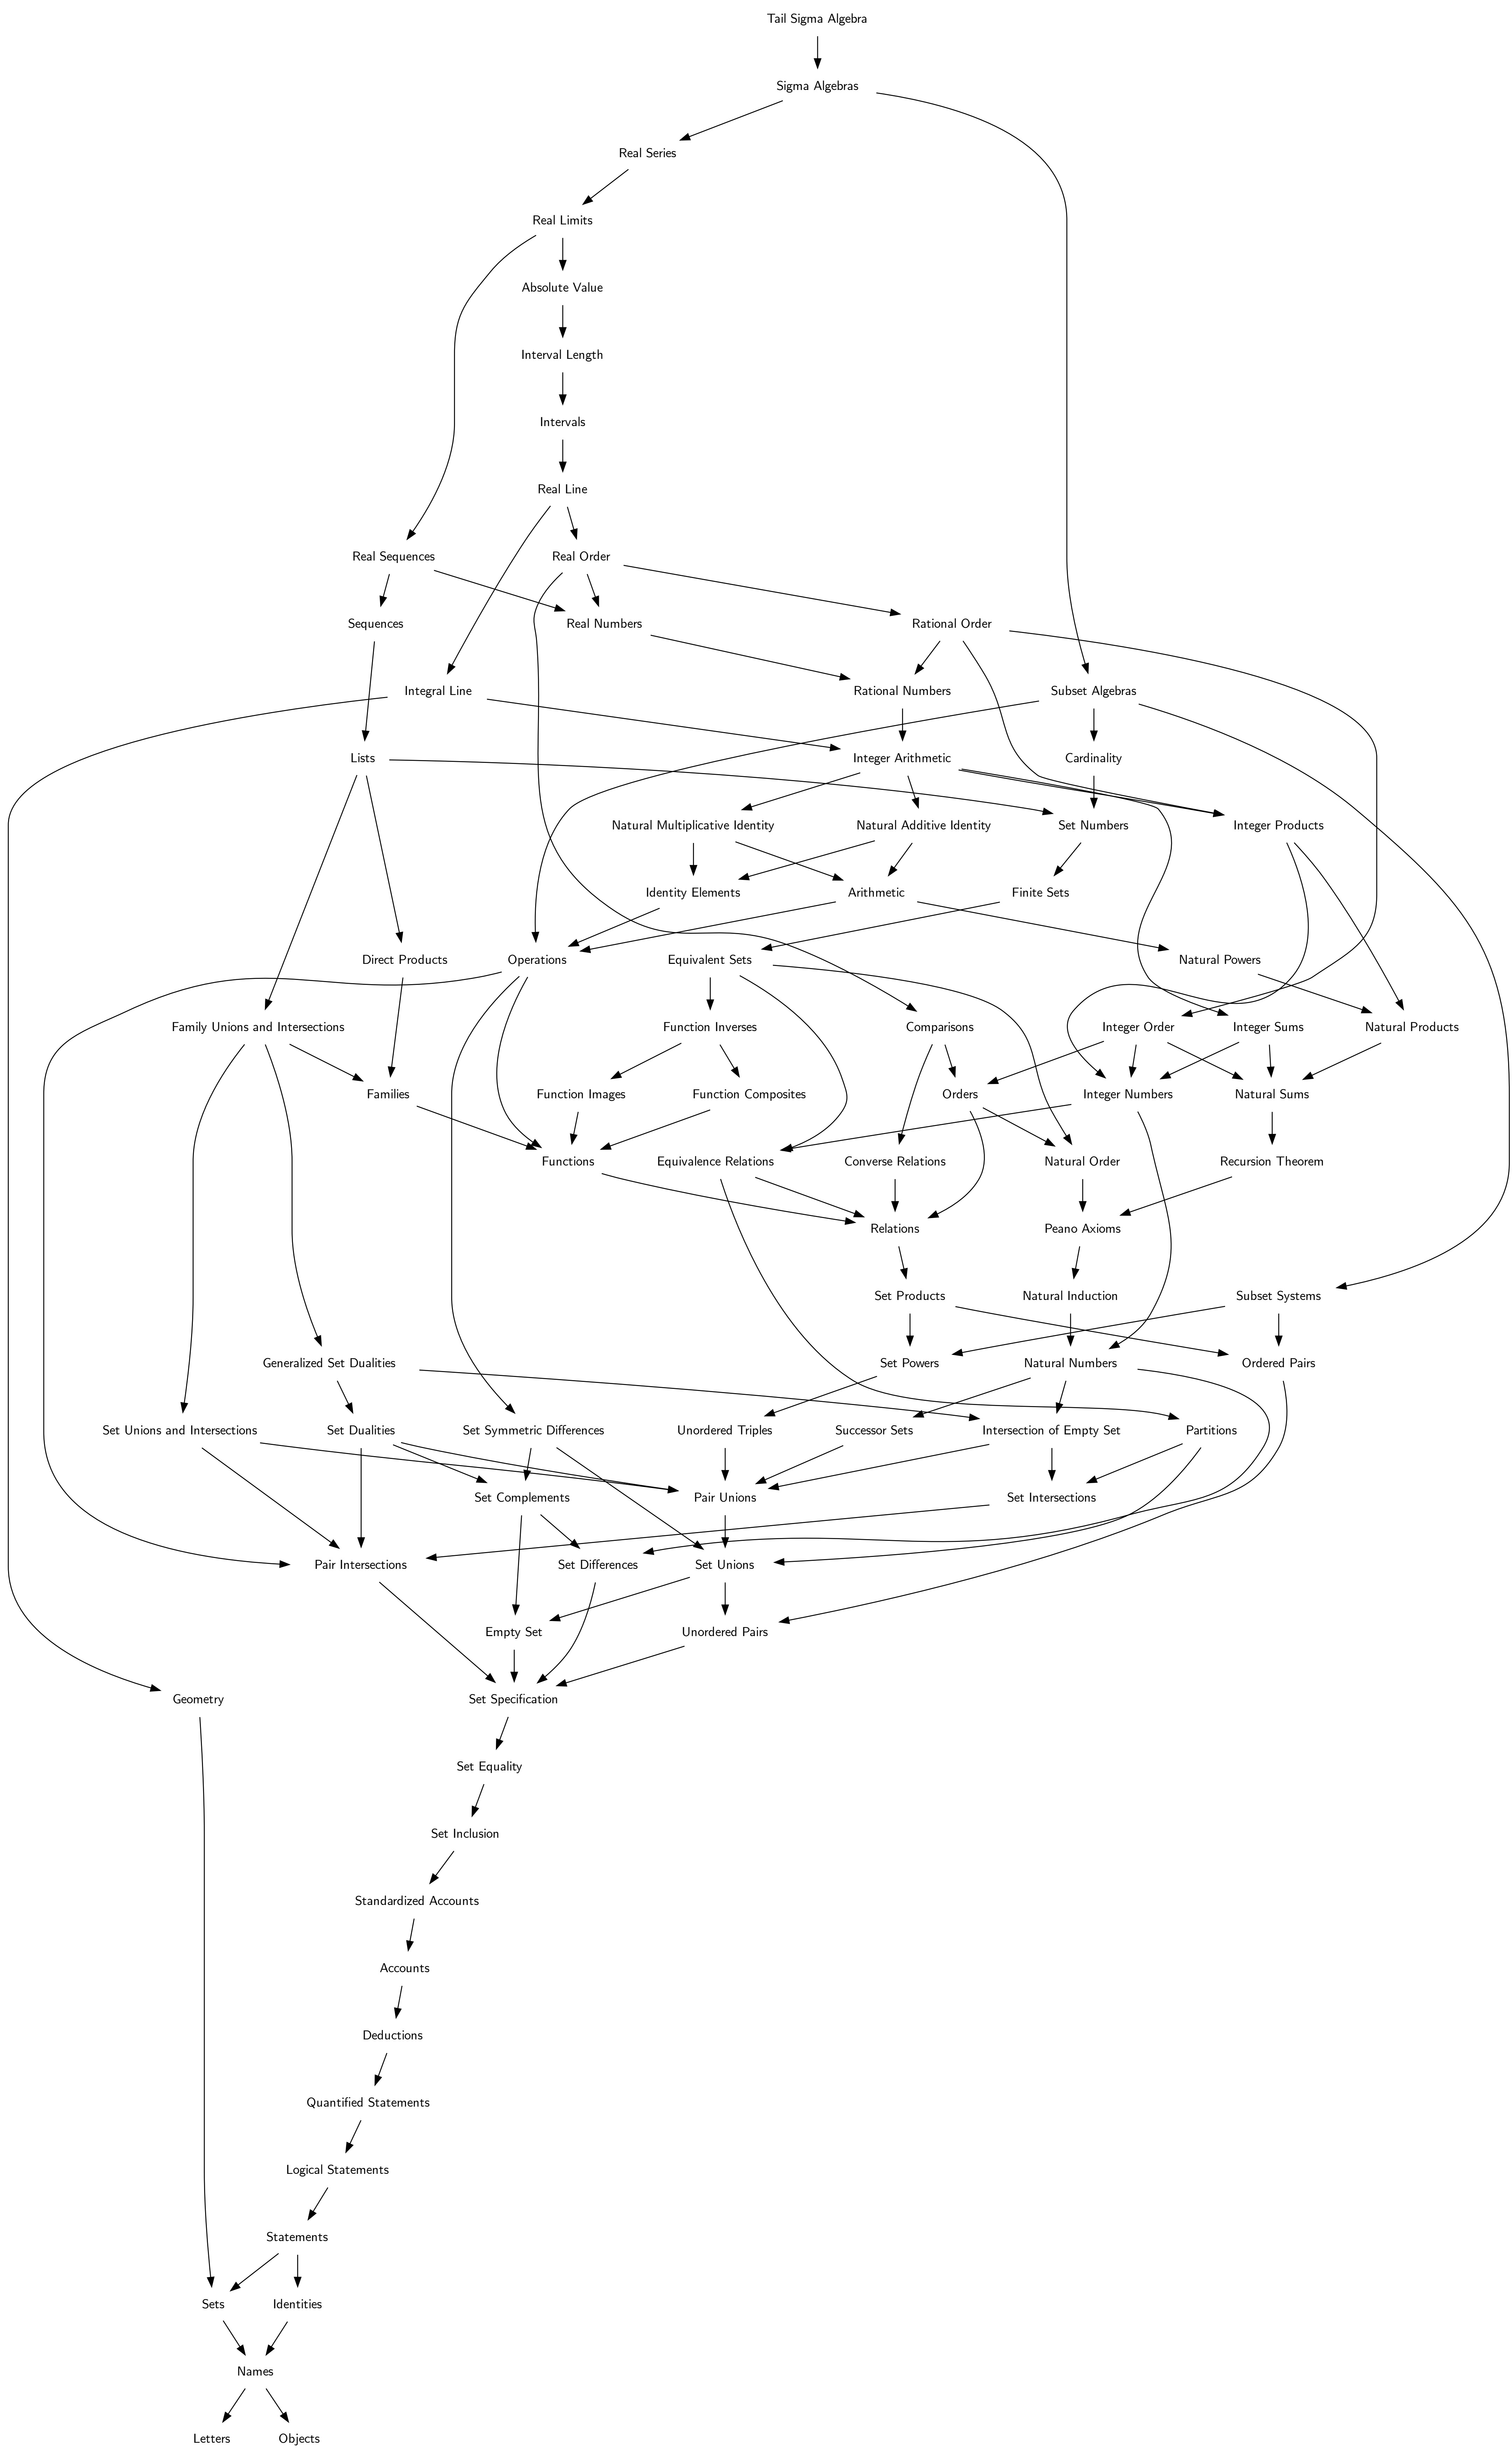 Tail Sigma Algebra
Sigma Algebras
Real Series
Real Limits
Absolute Value
Interval Length
Intervals
Real Line
Real Sequences
Real Order
Sequences
Real Numbers
Rational Order
Integral Line
Rational Numbers
Subset Algebras
Lists
Integer Arithmetic
Cardinality
Natural Multiplicative Identity
Natural Additive Identity
Set Numbers
Integer Products
Identity Elements
Arithmetic
Finite Sets
Direct Products
Operations
Equivalent Sets
Natural Powers
Family Unions and Intersections
Function Inverses
Comparisons
Integer Order
Integer Sums
Natural Products
Families
Function Images
Function Composites
Orders
Integer Numbers
Natural Sums
Functions
Equivalence Relations
Converse Relations
Natural Order
Recursion Theorem
Relations
Peano Axioms
Set Products
Natural Induction
Subset Systems
Generalized Set Dualities
Set Powers
Natural Numbers
Ordered Pairs
Set Unions and Intersections
Set Dualities
Set Symmetric Differences
Unordered Triples
Successor Sets
Intersection of Empty Set
Partitions
Set Complements
Pair Unions
Set Intersections
Pair Intersections
Set Differences
Set Unions
Empty Set
Unordered Pairs
Geometry
Set Specification
Set Equality
Set Inclusion
Standardized Accounts
Accounts
Deductions
Quantified Statements
Logical Statements
Statements
Sets
Identities
Names
Letters
Objects